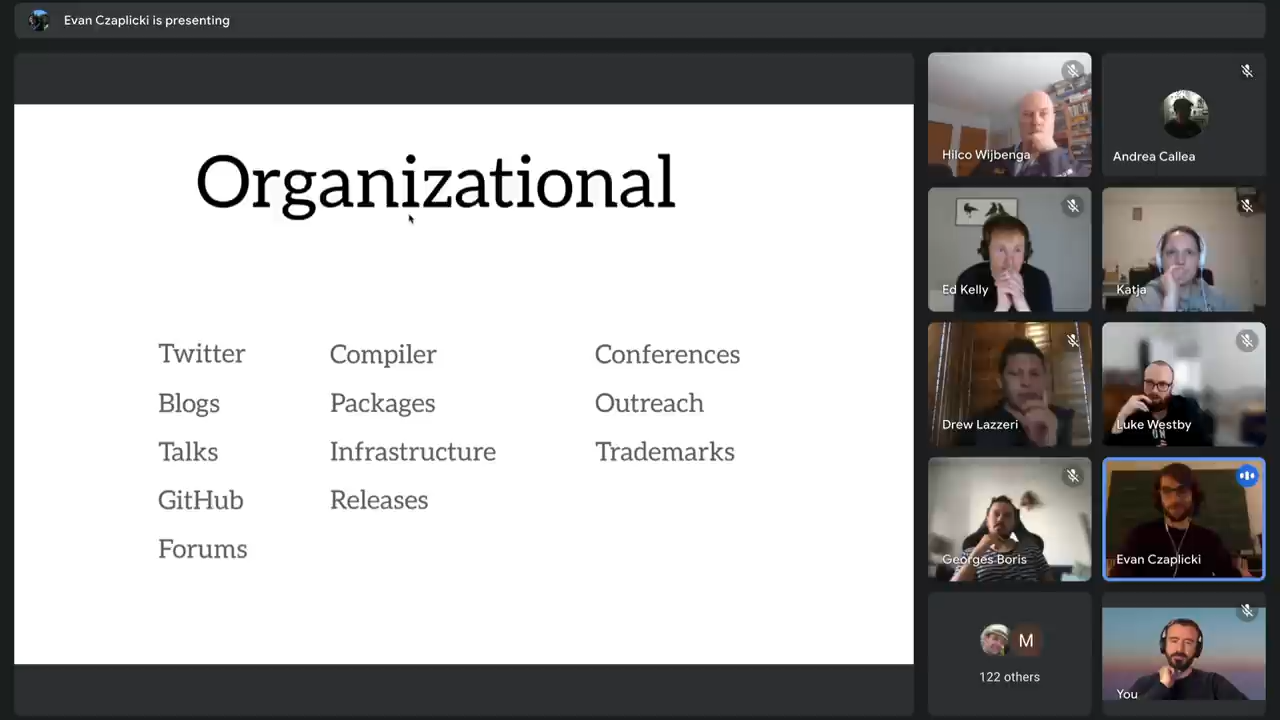 Evan Czaplicki is presenting
Organizational
Twitter
Blogs
Talks
GitHub
Forums
Compiler
Packages
Infrastructure
Releases
Conferences
Outreach
Trademarks
Hilco Wijbenga
Andrea Callea
Ed Kelly
Katja
Drew Lazzeri
Luke Westby
Georges Boris
Evan Czaplicki
M
122 others
You